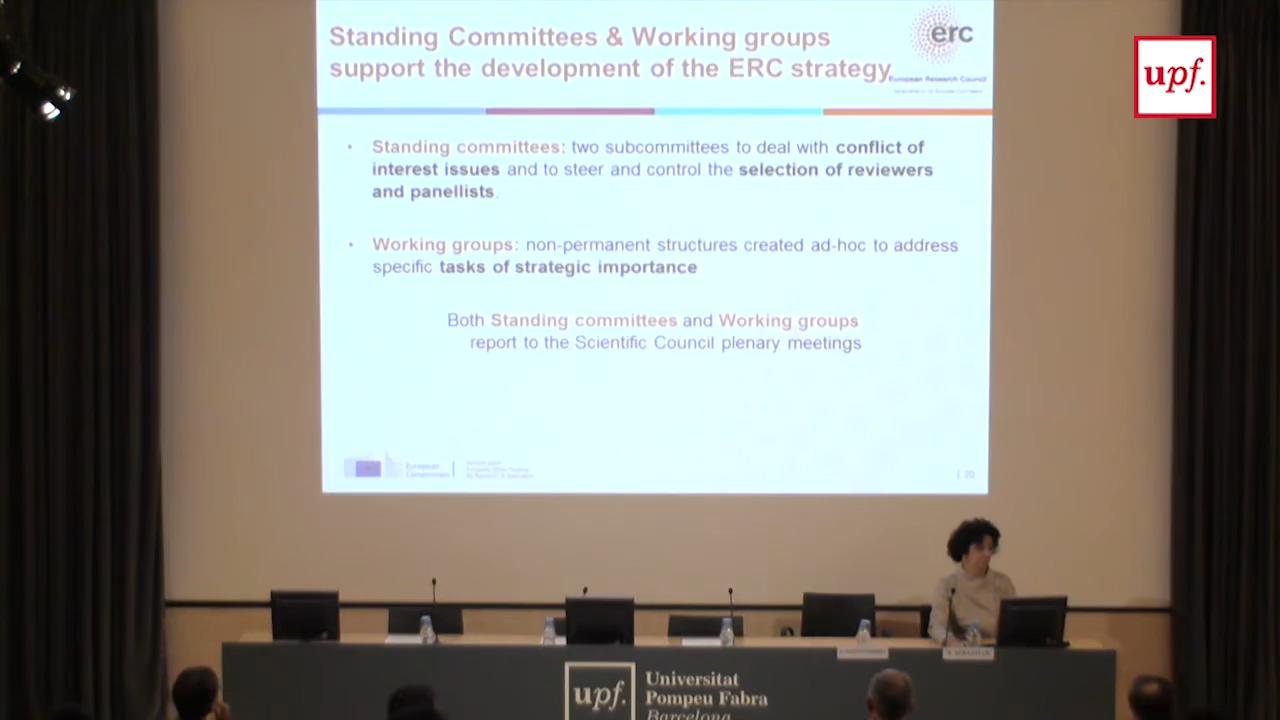 Standing Committees & Working groups
support the development of the ERC strategy
erc
European Research Council
upf.
• Standing committees: two subcommittees to deal with conflict of
interest issues and to steer and control the selection of reviewers
and panellists.
• Working groups: non-permanent structures created ad-hoc to address
specific tasks of strategic importance
Both Standing committees and Working groups
report to the Scientific Council plenary meetings
European
Commission
upf.
Universitat
Pompeu Fabra
Barcelona